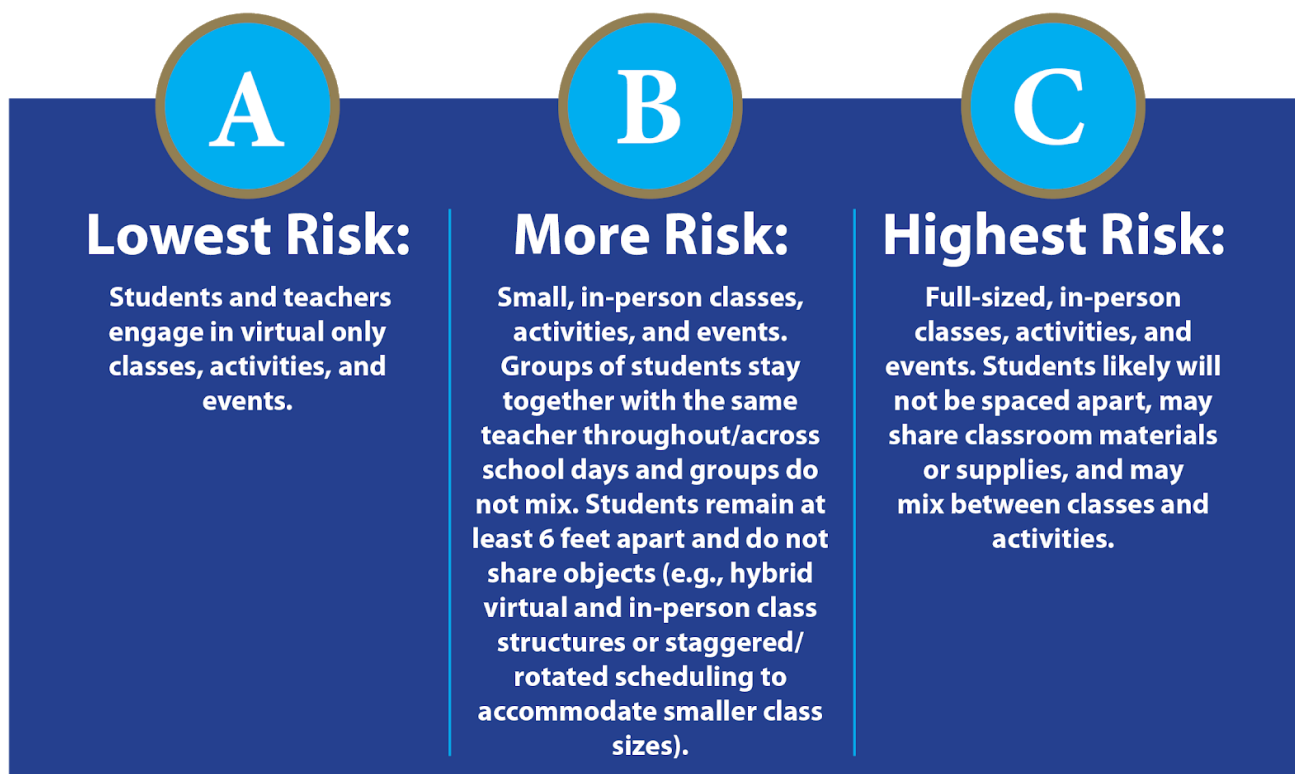 A
Lowest Risk:
Students and teachers
engage in virtual only
classes, activities, and
events.
B
More Risk:
Small, in-person classes,
activities, and events.
Groups of students stay
together with the same
teacher throughout/across
school days and groups do
not mix. Students remain at
least 6 feet apart and do not
share objects (e.g., hybrid
virtual and in-person class
structures or staggered/
rotated scheduling to
accommodate smaller class
sizes).
C
Highest Risk:
Full-sized, in-person
classes, activities, and
events. Students likely will
not be spaced apart, may
share classroom materials
or supplies, and may
mix between classes and
activities.